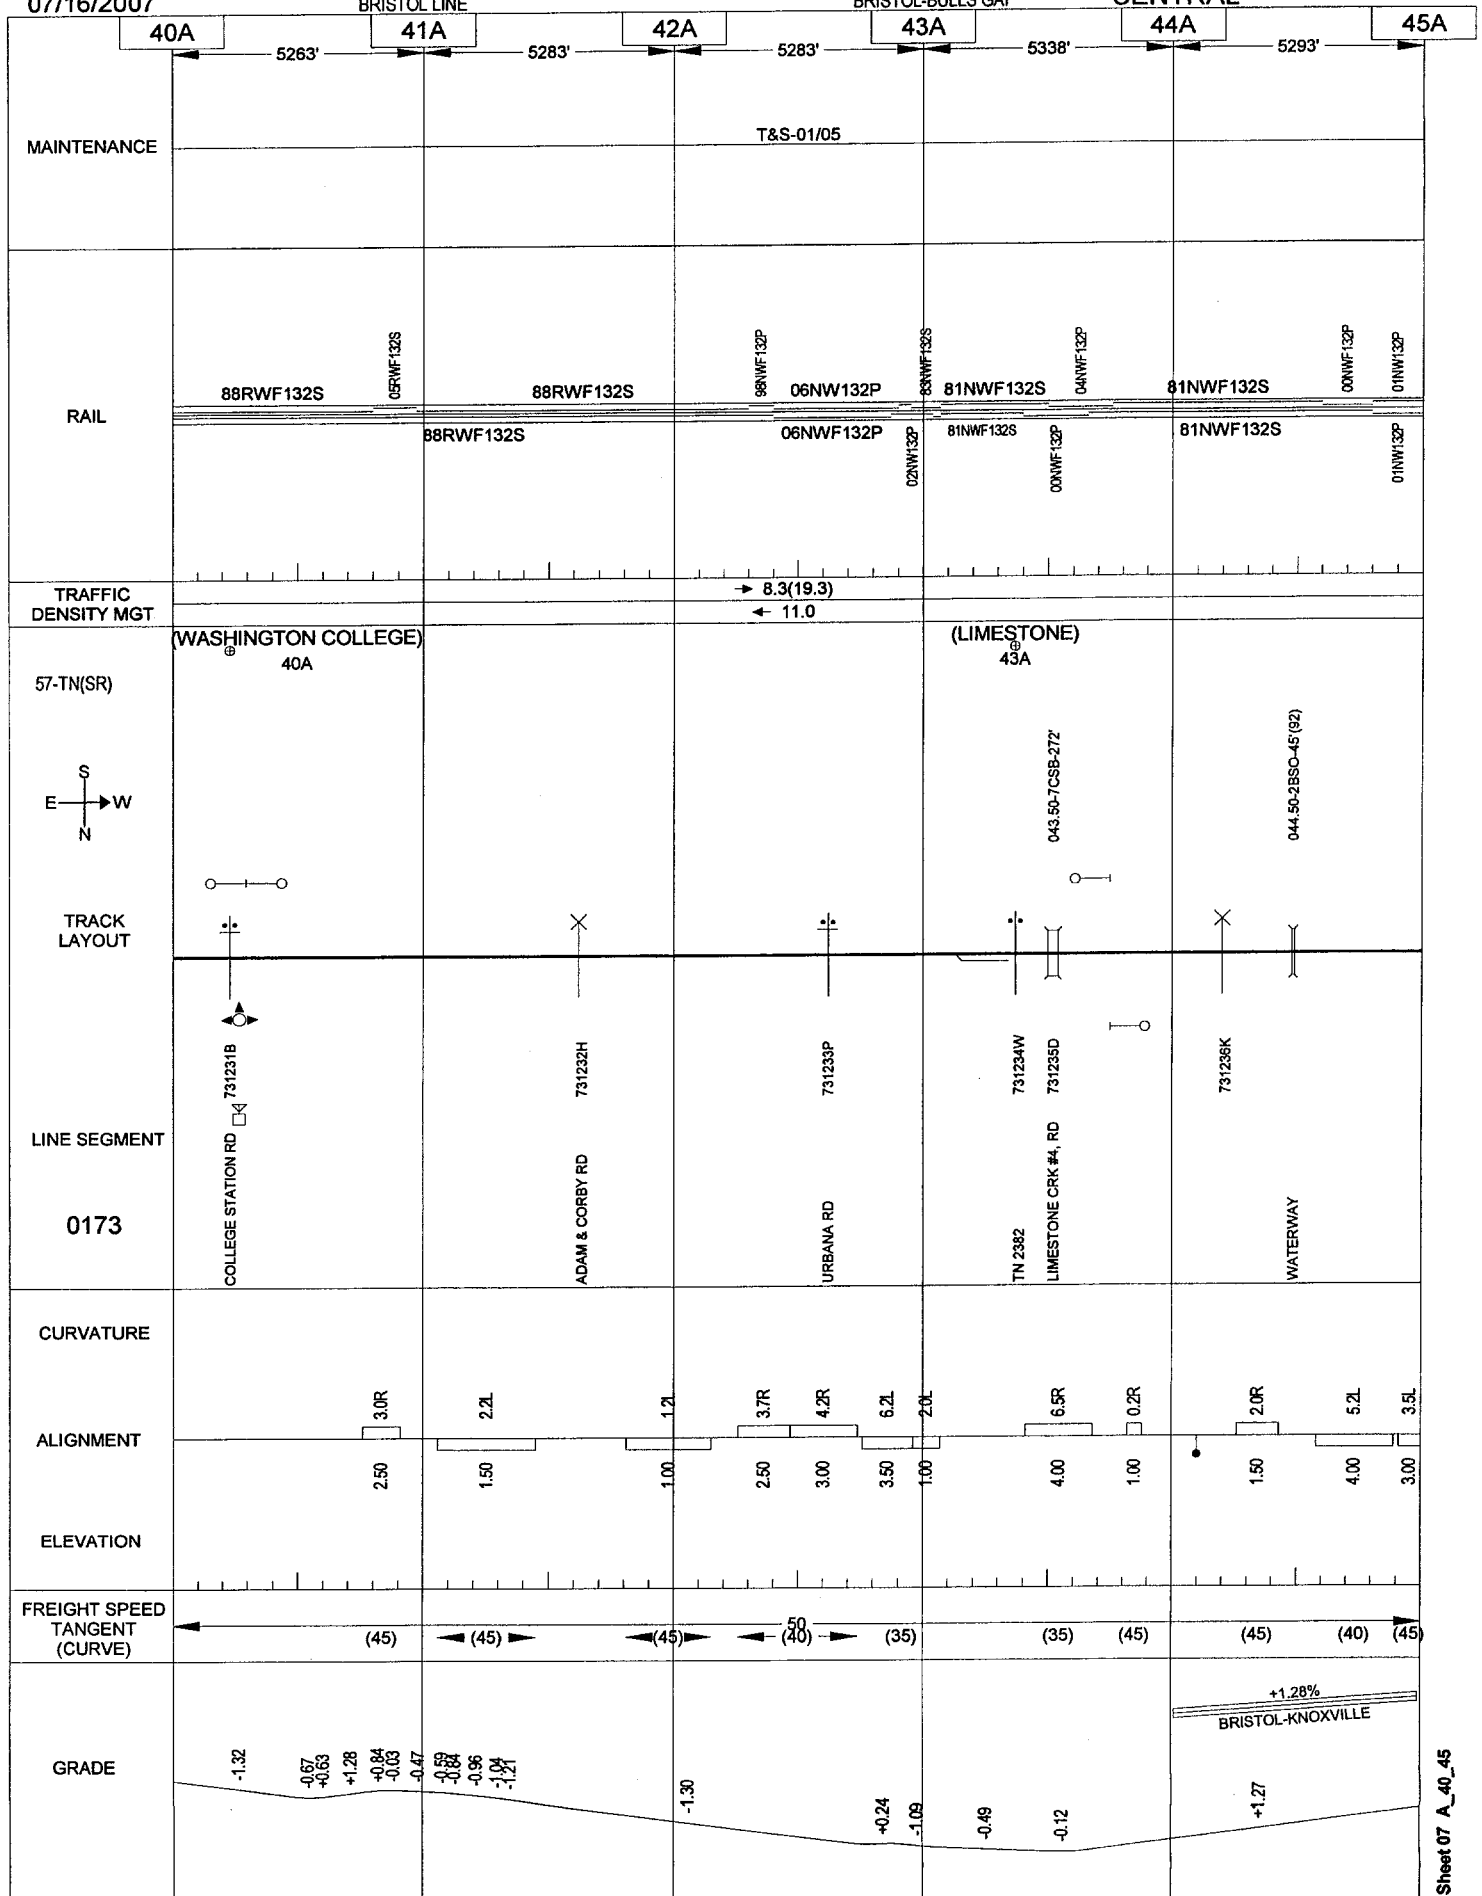 07/16/2007 BRISTOL LINE BRISTOL-BULLS GAP CENTRAL
40A 41A 42A 43A 44A 45A
5263' 5283' 5283' 5338' 5293'
MAINTENANCE
T&S-01/05
RAIL
05RWF132S 98NWF132P 83NWF132S 04NWF132P 00NWF132P 01NW132P
88RWF132S 88RWF132S 06NW132P 81NWF132S 81NWF132S
88RWF132S 06NWF132P 81NWF132S 81NWF132S
02NW132P 00NWF132P 01NW132P
TRAFFIC
DENSITY MGT
8.3(19.3)
11.0
(WASHINGTON COLLEGE) (LIMESTONE)
40A 43A
57-TN(SR)
S
E W
N
043.50-7CSB-272' 044.50-2BSO-45'(92)
TRACK
LAYOUT
731231B 731232H 731233P 731234W 731235D 731236K
LINE SEGMENT
0173
COLLEGE STATION RD
ADAM & CORBY RD
URBANA RD
TN 2382
LIMESTONE CRK #4, RD
WATERWAY
CURVATURE
3.0R 2.2L 1.2L 3.7R 4.2R 6.2L 2.0L 6.5R 0.2R 2.0R 5.2L 3.5L
ALIGNMENT
2.50 1.50 1.00 2.50 3.00 3.50 1.00 4.00 1.00 1.50 4.00 3.00
ELEVATION
FREIGHT SPEED
TANGENT
(CURVE)
50
(45) (45) (45) (40) (35) (35) (45) (45) (40) (45)
+1.28%
BRISTOL-KNOXVILLE
GRADE
-1.32 -0.67 +0.63 +1.28 +0.84 -0.03 -0.47 -0.59 -0.84 -0.96 -1.04 -1.21 -1.30 +0.24 -1.09 -0.49 -0.12 +1.27
Sheet 07 A_40_45